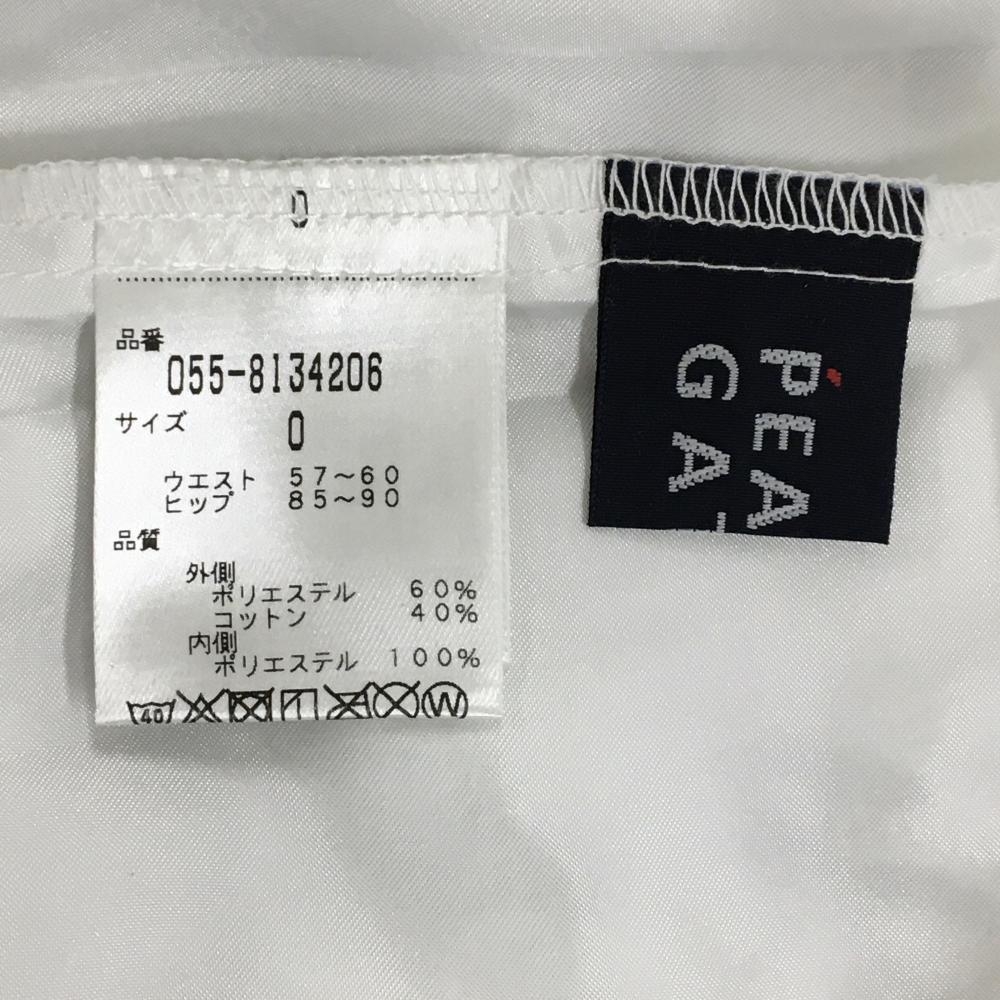 0
品番
055-8134206
サイズ
0
ウエスト 57〜60
ヒップ 85〜90
品質
外側
ポリエステル 60%
コットン 40%
内側
ポリエステル 100%
40
W
PEA
GA